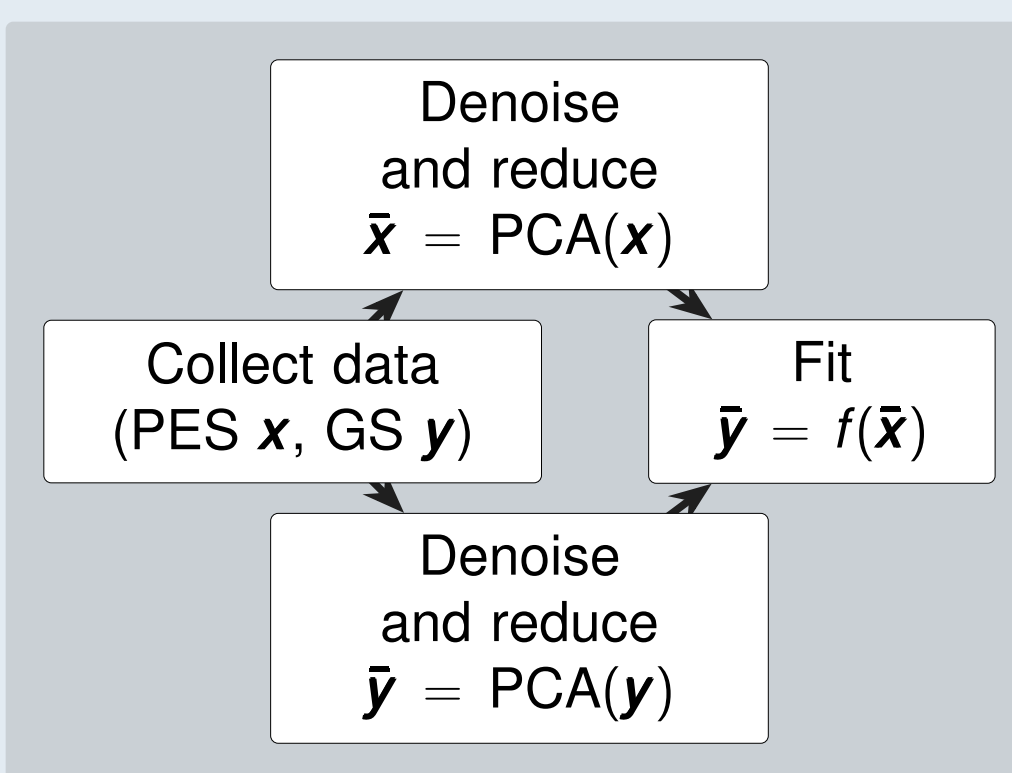 Denoise
and reduce
x̄ = PCA(x)
Collect data
(PES x, GS y)
Fit
ȳ = f(x̄)
Denoise
and reduce
ȳ = PCA(y)